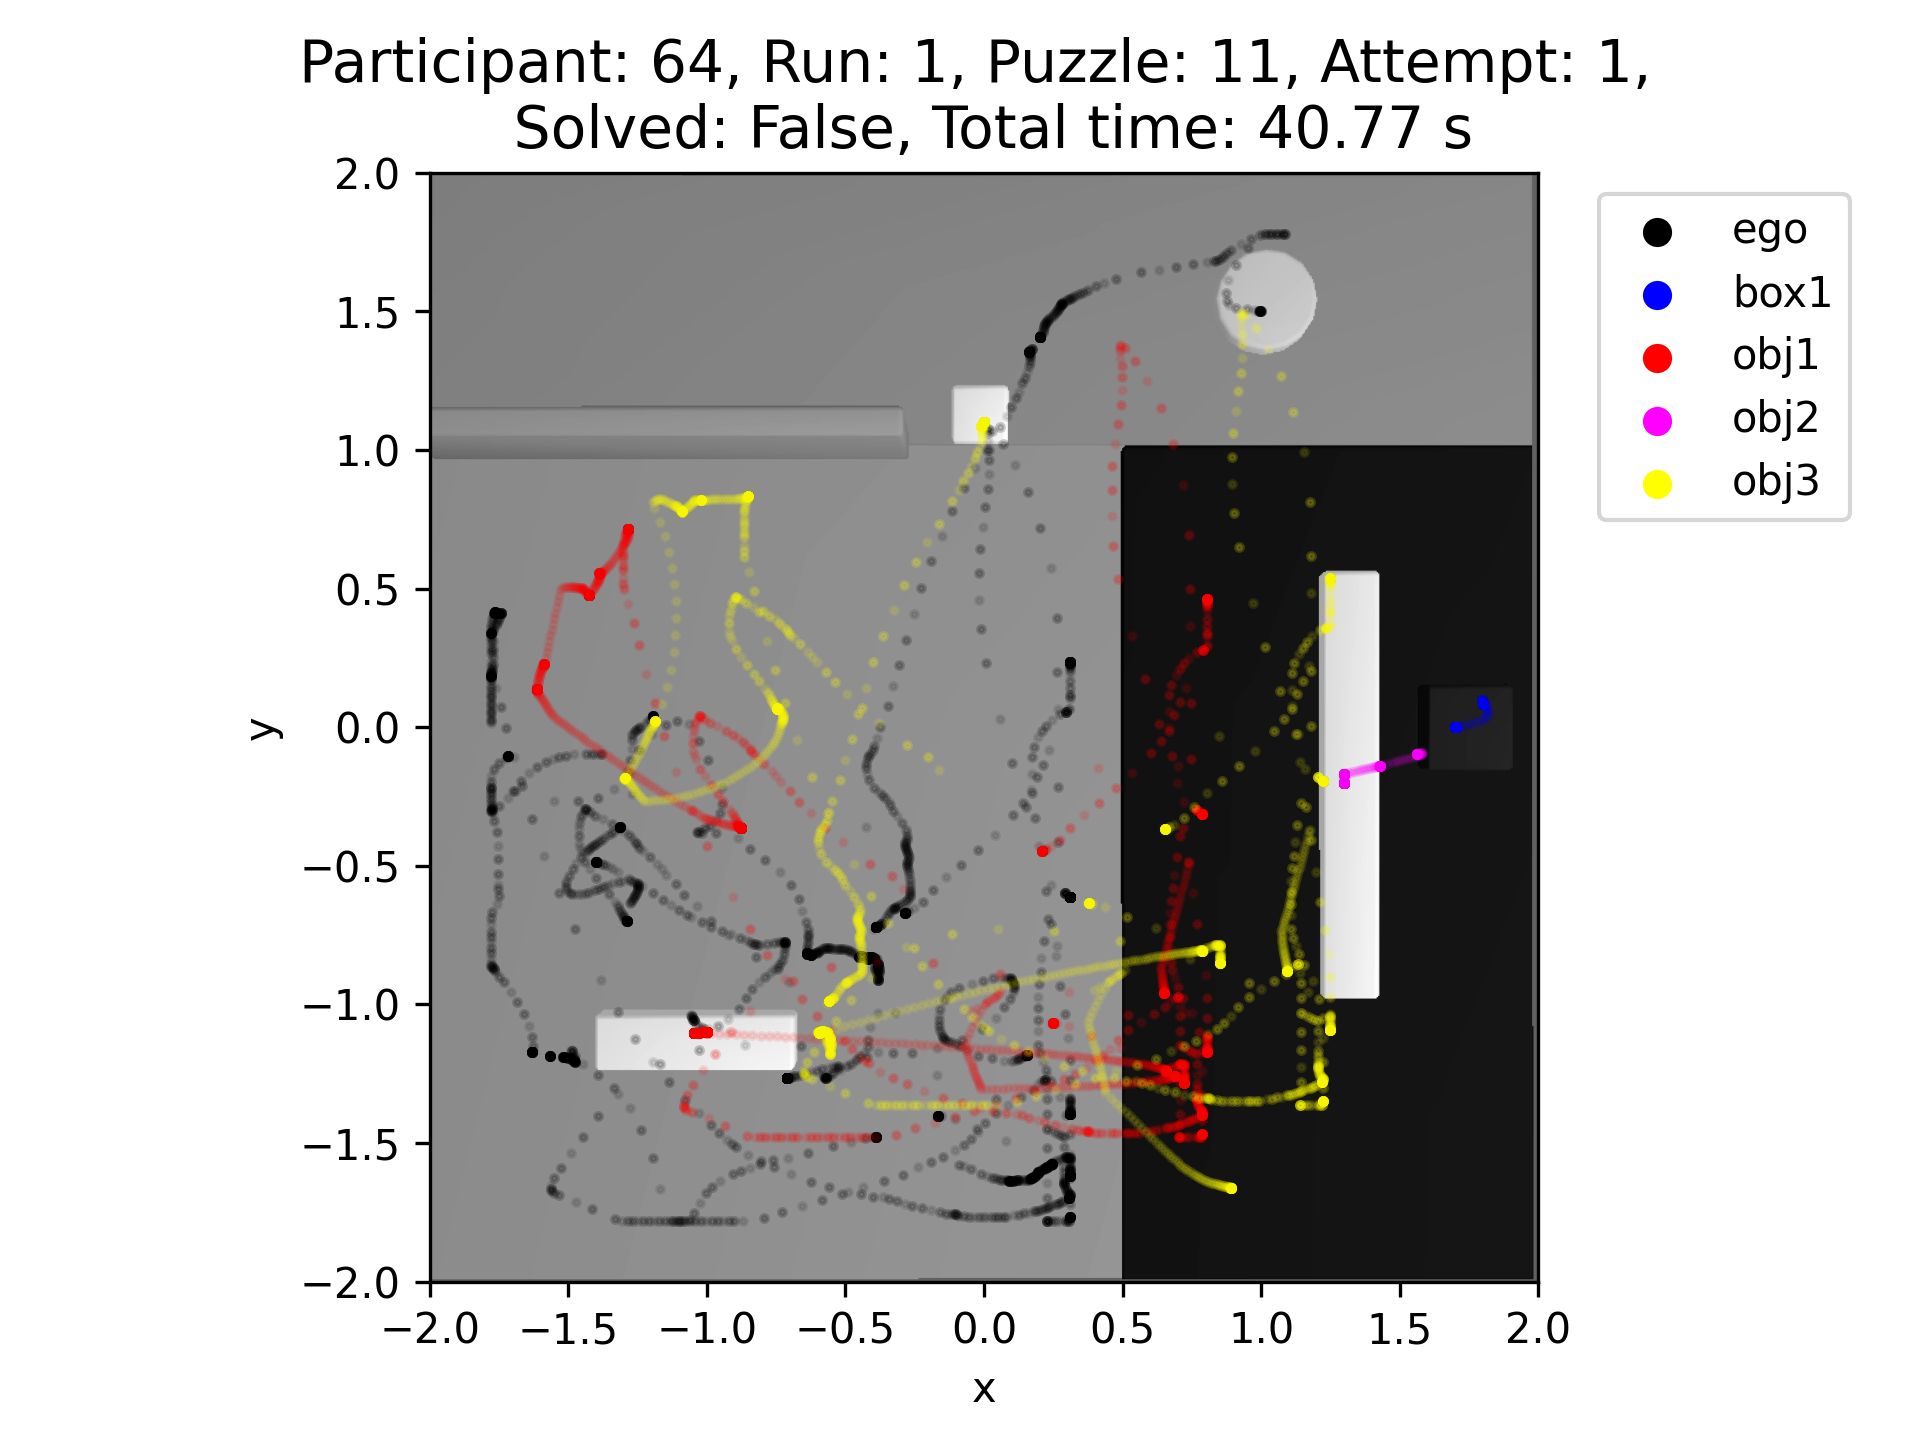 Participant: 64, Run: 1, Puzzle: 11, Attempt: 1,
Solved: False, Total time: 40.77 s
2.0
1.5
1.0
0.5
0.0
−0.5
−1.0
−1.5
−2.0
y
−2.0 −1.5 −1.0 −0.5 0.0 0.5 1.0 1.5 2.0
x
ego
box1
obj1
obj2
obj3